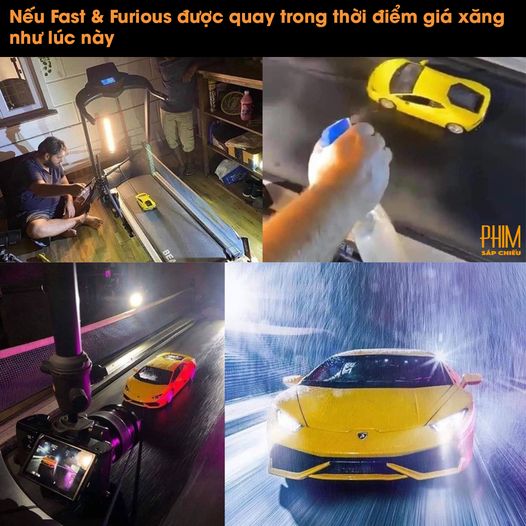 Nếu Fast & Furious được quay trong thời điểm giá xăng
như lúc này
PHIM
SẮP CHIẾU